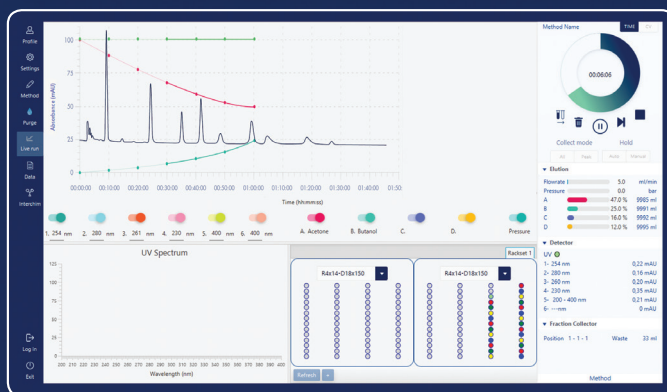 Profile
Settings
Method
Purge
Live run
Data
Interchim
Log in
Exit
Absorbance (mAU)
100
75
50
25
0
00:00:00 00:10:00 00:20:00 00:30:00 00:40:00 00:50:00 01:00:00 01:10:00 01:20:00 01:30
Time (hh:mm:ss)
1. 254 nm 2. 280 nm 3. 261 nm 4. 230 nm 5. 400 nm 6. 400 nm A. Acetone B. Butanol C. D. Pressure
UV Spectrum
125
100
75
50
25
0
200 210 220 230 240 250 260 270 280 290 300 310 320 330 340 350 360 370 380 390 400
Wavelength (nm)
Rackset 1
R4x14-D18x150 R4x14-D18x150
Refresh
Method Name TIME CV
00:06:06
Collect mode Hold
All Peak Auto Manual
Elution
Flowrate 5.0 ml/min
Pressure 0.0 bar
A 47.0 % 9985 ml
B 25.0 % 9991 ml
C 16.0 % 9992 ml
D 12.0 % 9995 ml
Detector
UV
1- 254 nm 0,22 mAU
2- 280 nm 0,16 mAU
3- 260 nm 0,20 mAU
4- 230 nm 0,35 mAU
5- 200 - 400 nm 0,21 mAU
6- ---nm 0 mAU
Fraction Collector
Position 1 - 1 - 1 Waste 33 ml
Method